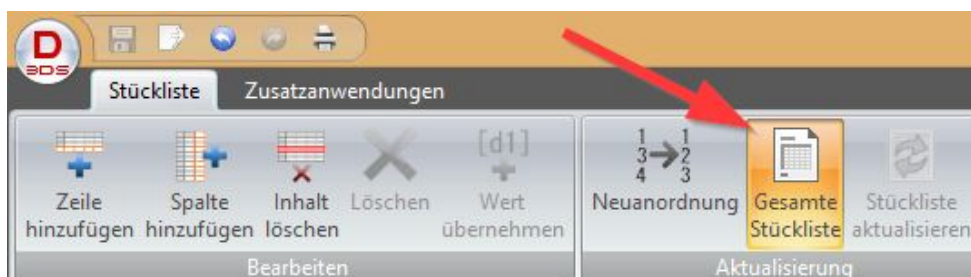 D
3DS
Stückliste Zusatzanwendungen
[d1]
1 1
3 2
4 3
Zeile Spalte Inhalt Löschen Wert Neuanordnung Gesamte Stückliste
hinzufügen hinzufügen löschen übernehmen Stückliste aktualisieren
Bearbeiten Aktualisierung